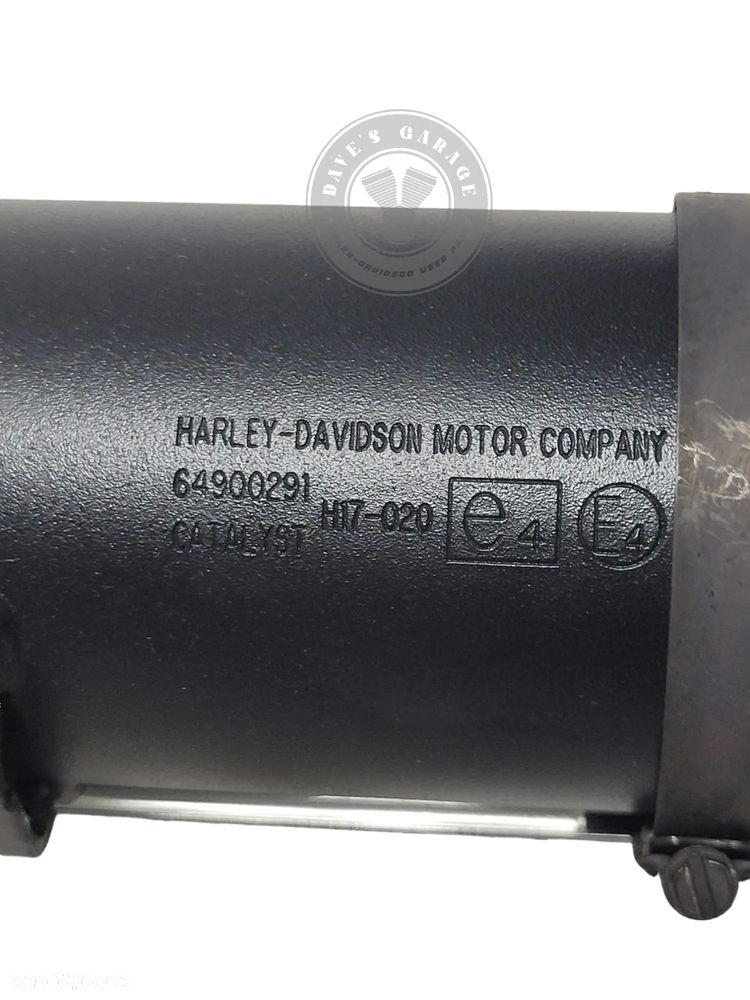 DAVE'S GARAGE
HARLEY-DAVIDSON MOTOR COMPANY
64900291
H17-020
CATALYST
e4
E4